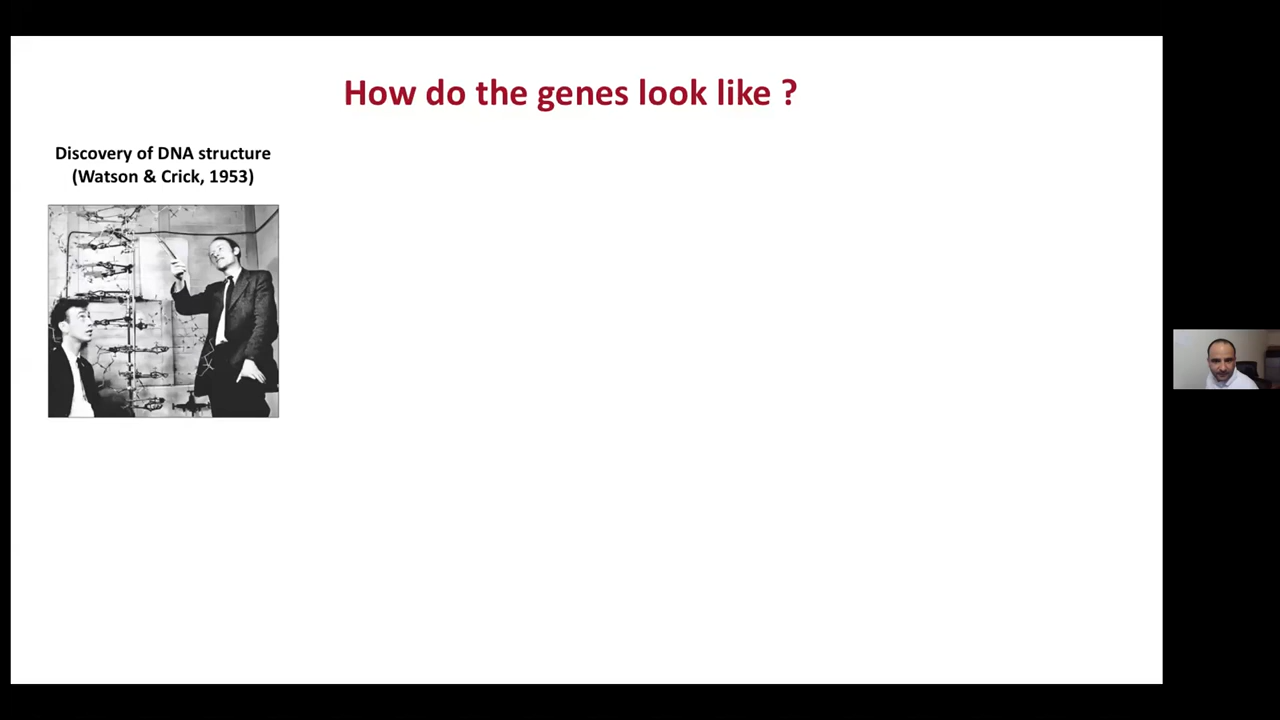 How do the genes look like ?
Discovery of DNA structure
(Watson & Crick, 1953)